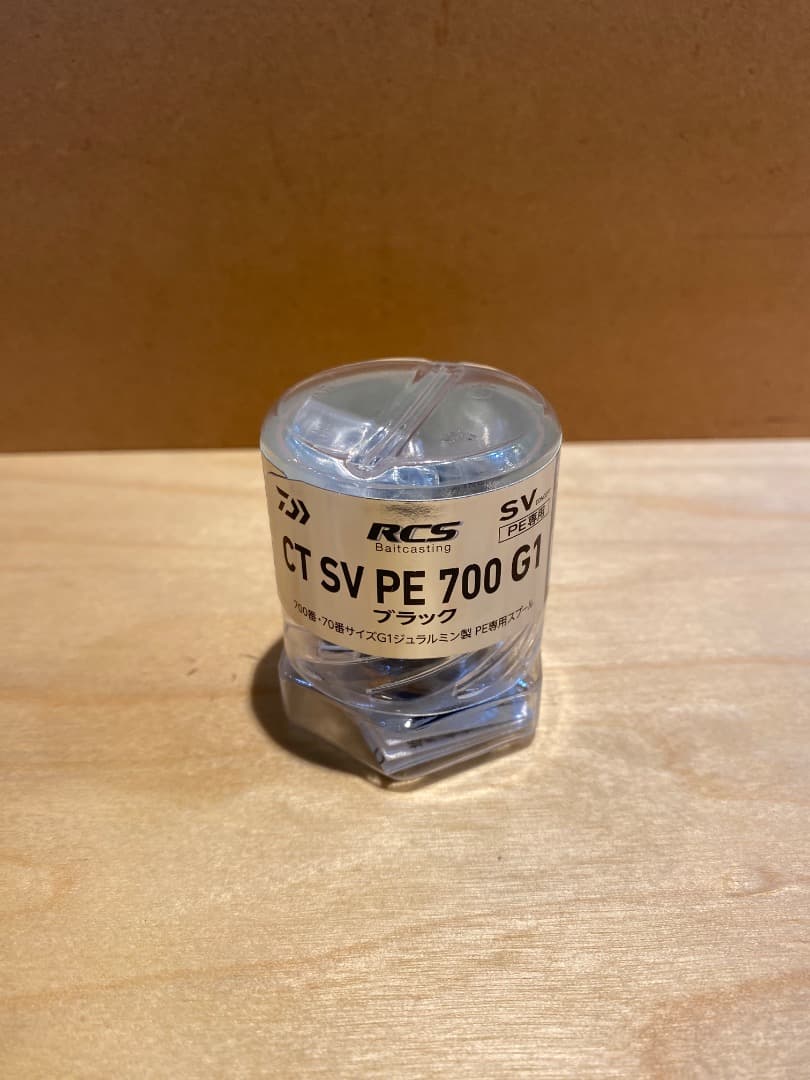 RCS
Baitcasting
SV CONCEPT
PE専用
CT SV PE 700 G1
ブラック
700番・70番サイズG1ジュラルミン製 PE専用スプール